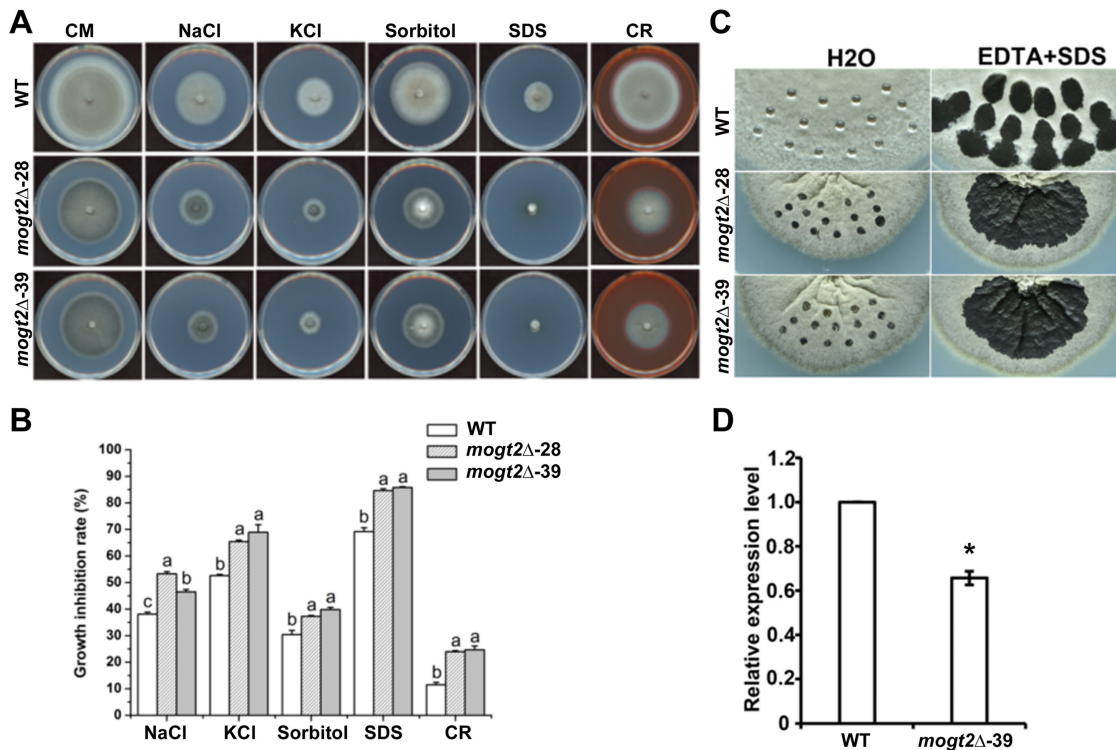 A
CM NaCl KCl Sorbitol SDS CR
WT
mogt2Δ-28
mogt2Δ-39
C
H2O EDTA+SDS
WT
mogt2Δ-28
mogt2Δ-39
B
WT
mogt2Δ-28
mogt2Δ-39
Growth inhibition rate (%)
100
90
80
70
60
50
40
30
20
10
0
c a b
b a a
b a a
b a a
b a a
NaCl KCl Sorbitol SDS CR
D
Relative expression level
1.2
1.0
0.8
0.6
0.4
0.2
0
*
WT mogt2Δ-39